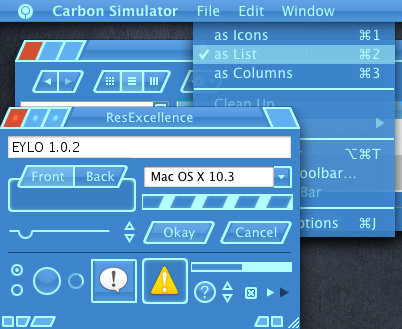 Carbon Simulator File Edit Window
as Icons ⌘1
✓ as List ⌘2
as Columns ⌘3
Clean Up
⌥⌘T
oolbar...
Bar
ptions ⌘J
ResExcellence
EYLO 1.0.2
Front Back
Mac OS X 10.3
Okay Cancel
!
!
?